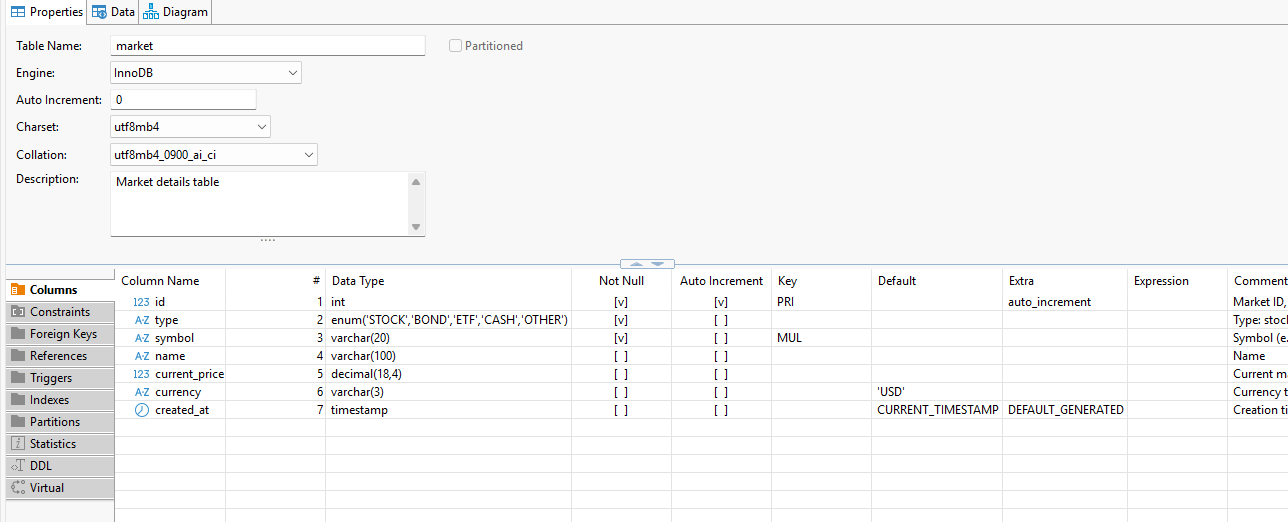 Properties Data Diagram
Table Name: market Partitioned
Engine: InnoDB
Auto Increment: 0
Charset: utf8mb4
Collation: utf8mb4_0900_ai_ci
Description: Market details table
Columns
Constraints
Foreign Keys
References
Triggers
Indexes
Partitions
Statistics
DDL
Virtual
Column Name # Data Type Not Null Auto Increment Key Default Extra Expression Comment
123 id 1 int [v] [v] PRI auto_increment Market ID,
A-Z type 2 enum('STOCK','BOND','ETF','CASH','OTHER') [v] [ ] Type: stoc
A-Z symbol 3 varchar(20) [v] [ ] MUL Symbol (e.
A-Z name 4 varchar(100) [ ] [ ] Name
123 current_price 5 decimal(18,4) [ ] [ ] Current m
A-Z currency 6 varchar(3) [ ] [ ] 'USD' Currency t
created_at 7 timestamp [ ] [ ] CURRENT_TIMESTAMP DEFAULT_GENERATED Creation ti